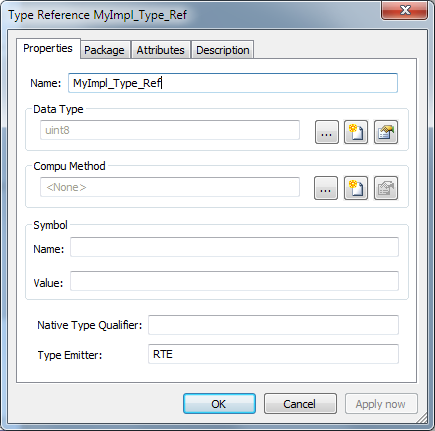 Type Reference MyImpl_Type_Ref
Properties Package Attributes Description
Name: MyImpl_Type_Ref
Data Type
uint8 ...
Compu Method
<None> ...
Symbol
Name:
Value:
Native Type Qualifier:
Type Emitter: RTE
OK Cancel Apply now